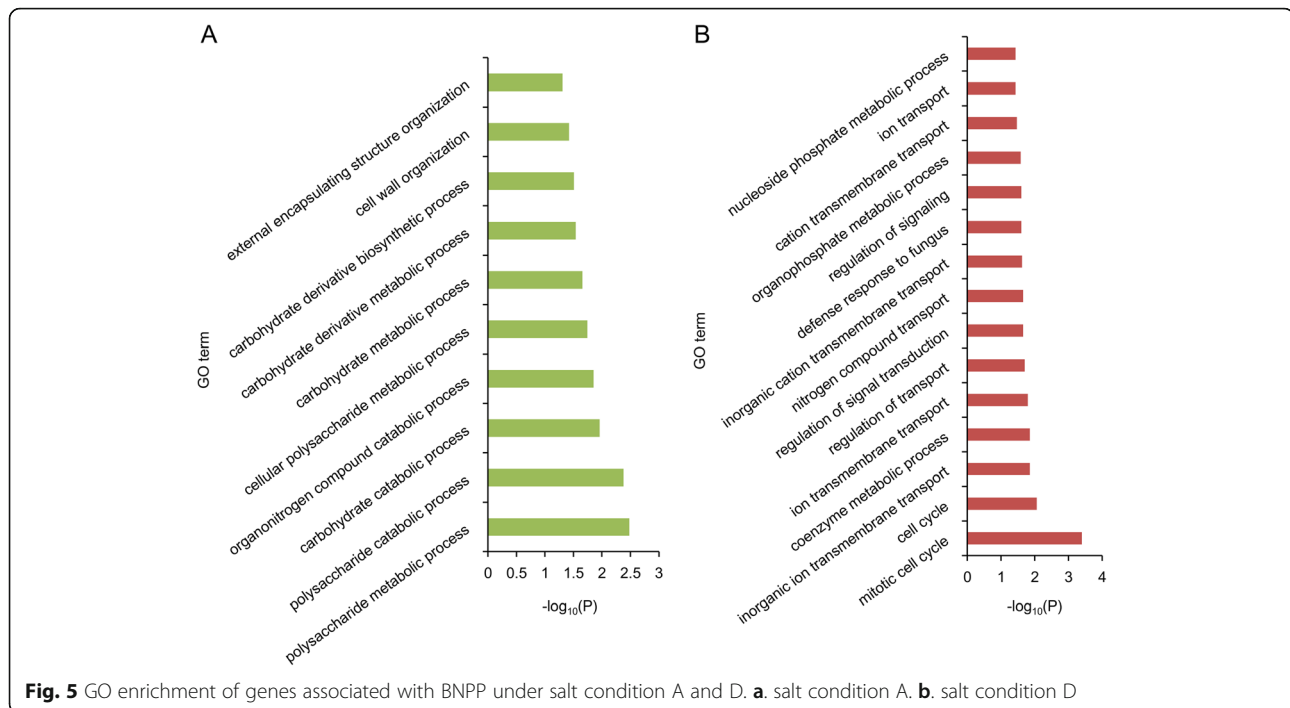 A
external encapsulating structure organization
cell wall organization
carbohydrate derivative biosynthetic process
carbohydrate derivative metabolic process
carbohydrate metabolic process
cellular polysaccharide metabolic process
organonitrogen compound catabolic process
carbohydrate catabolic process
polysaccharide catabolic process
polysaccharide metabolic process
GO term
0 0.5 1 1.5 2 2.5 3
-log₁₀(P)
B
nucleoside phosphate metabolic process
ion transport
cation transmembrane transport
organophosphate metabolic process
regulation of signaling
defense response to fungus
inorganic cation transmembrane transport
nitrogen compound transport
regulation of signal transduction
regulation of transport
ion transmembrane transport
coenzyme metabolic process
inorganic ion transmembrane transport
cell cycle
mitotic cell cycle
GO term
0 1 2 3 4
-log₁₀(P)
Fig. 5 GO enrichment of genes associated with BNPP under salt condition A and D. a. salt condition A. b. salt condition D